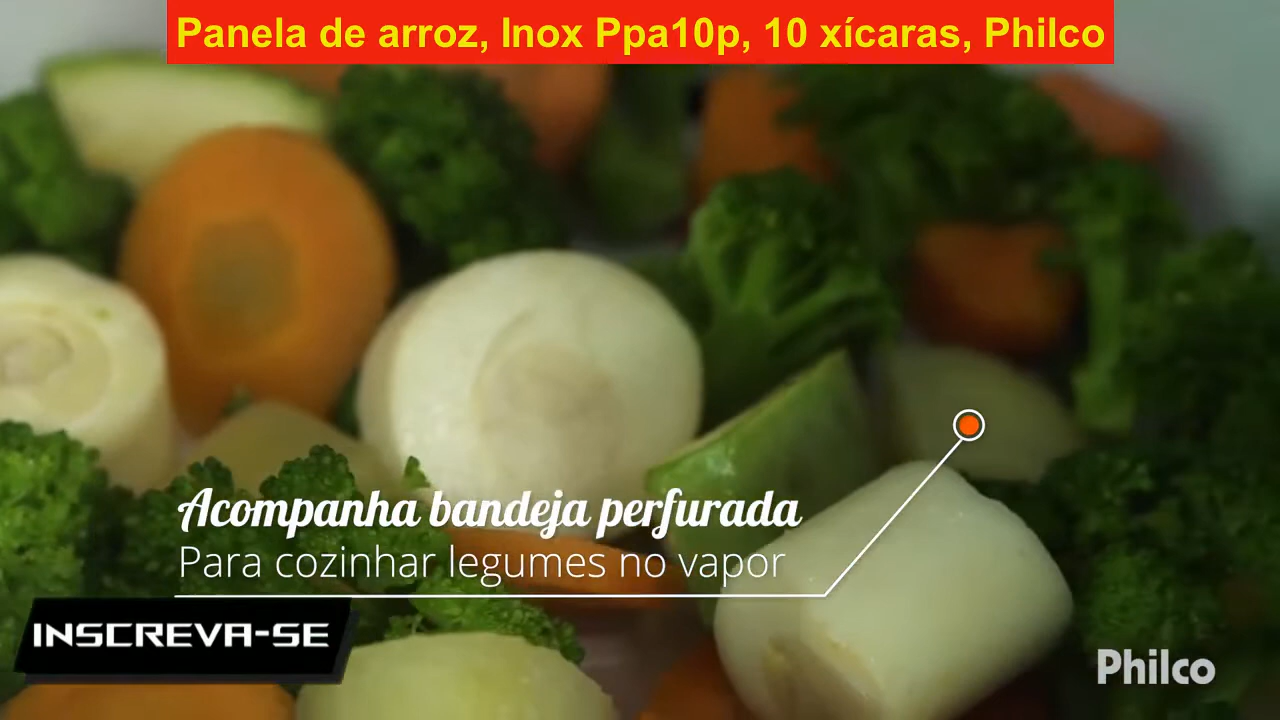 Panela de arroz, Inox Ppa10p, 10 xícaras, Philco
Acompanha bandeja perfurada
Para cozinhar legumes no vapor
INSCREVA-SE
Philco